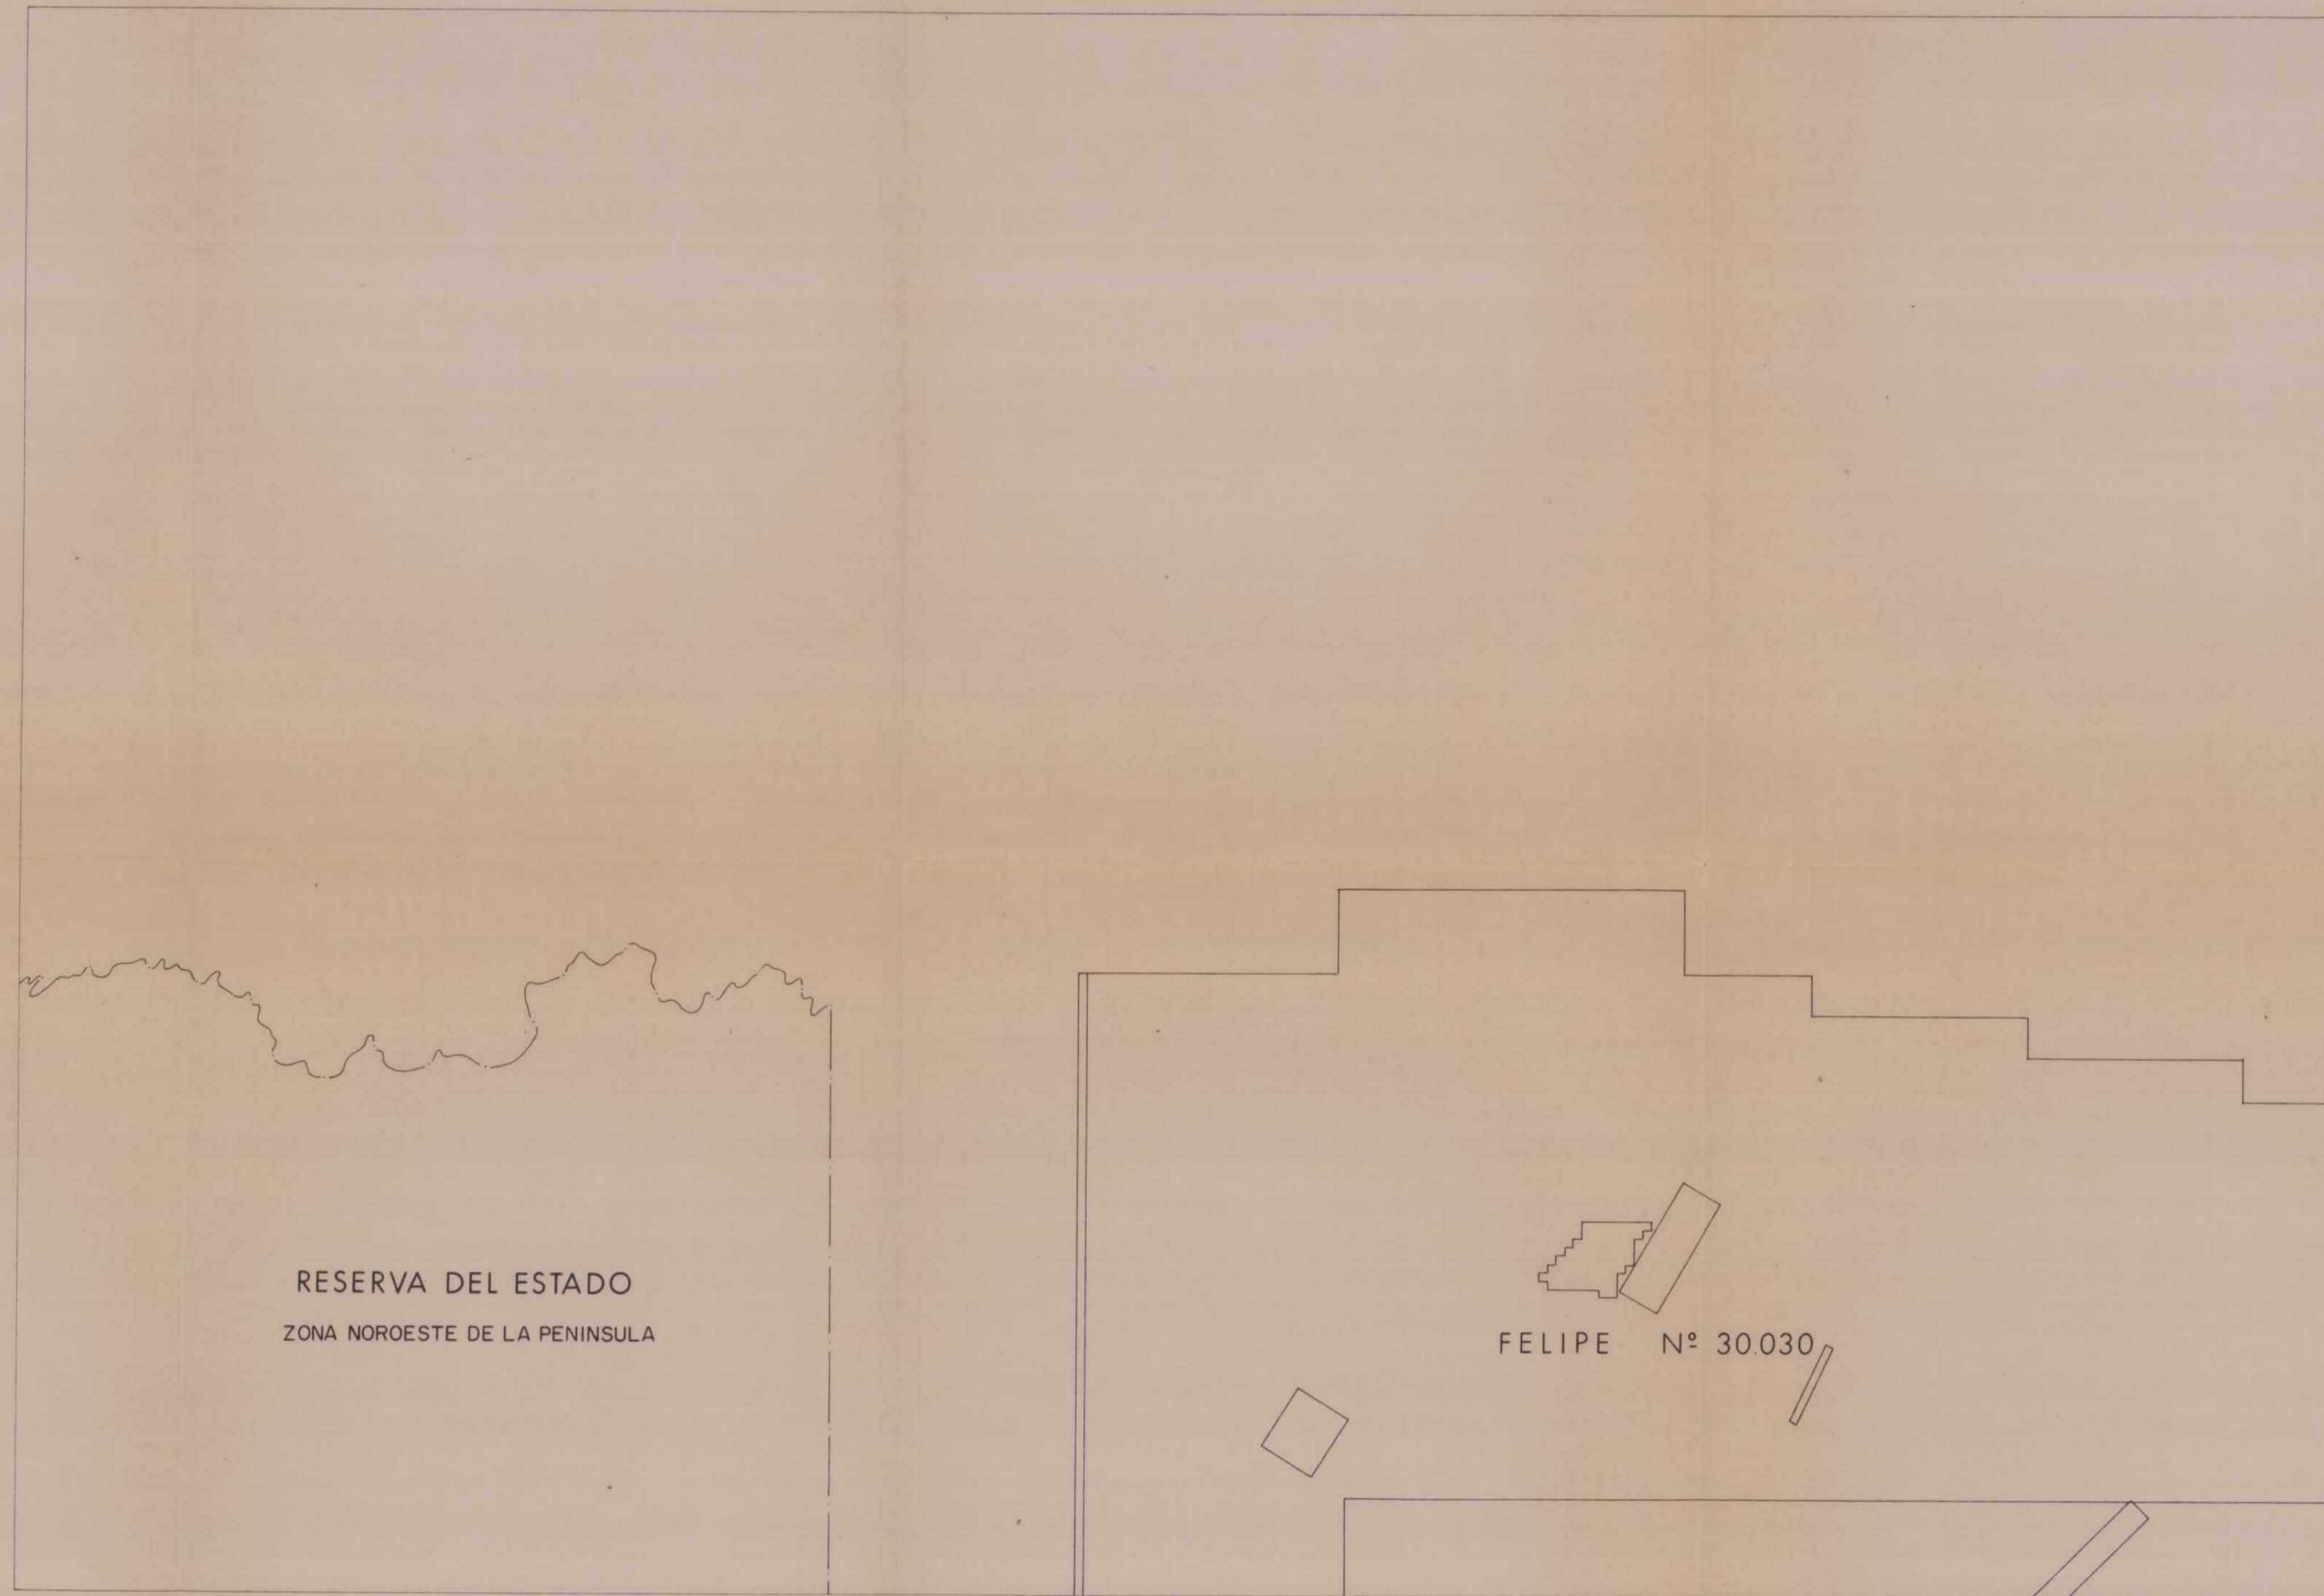 RESERVA DEL ESTADO
ZONA NOROESTE DE LA PENINSULA
FELIPE Nº 30.030